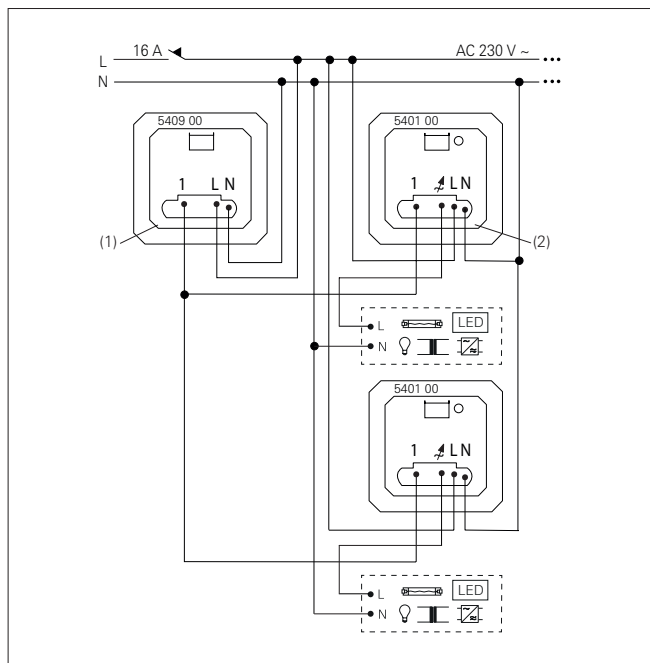 L 16 A AC 230 V ~ •••
N •••
5409 00 5401 00
1 L N 1 L N
(1) (2)
L LED
N
5401 00
1 L N
L LED
N